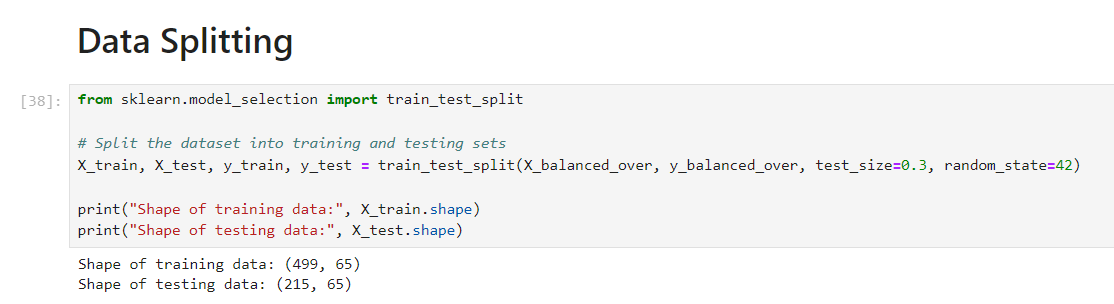 Data Splitting
[38]:
from sklearn.model_selection import train_test_split
# Split the dataset into training and testing sets
X_train, X_test, y_train, y_test = train_test_split(X_balanced_over, y_balanced_over, test_size=0.3, random_state=42)
print("Shape of training data:", X_train.shape)
print("Shape of testing data:", X_test.shape)
Shape of training data: (499, 65)
Shape of testing data: (215, 65)